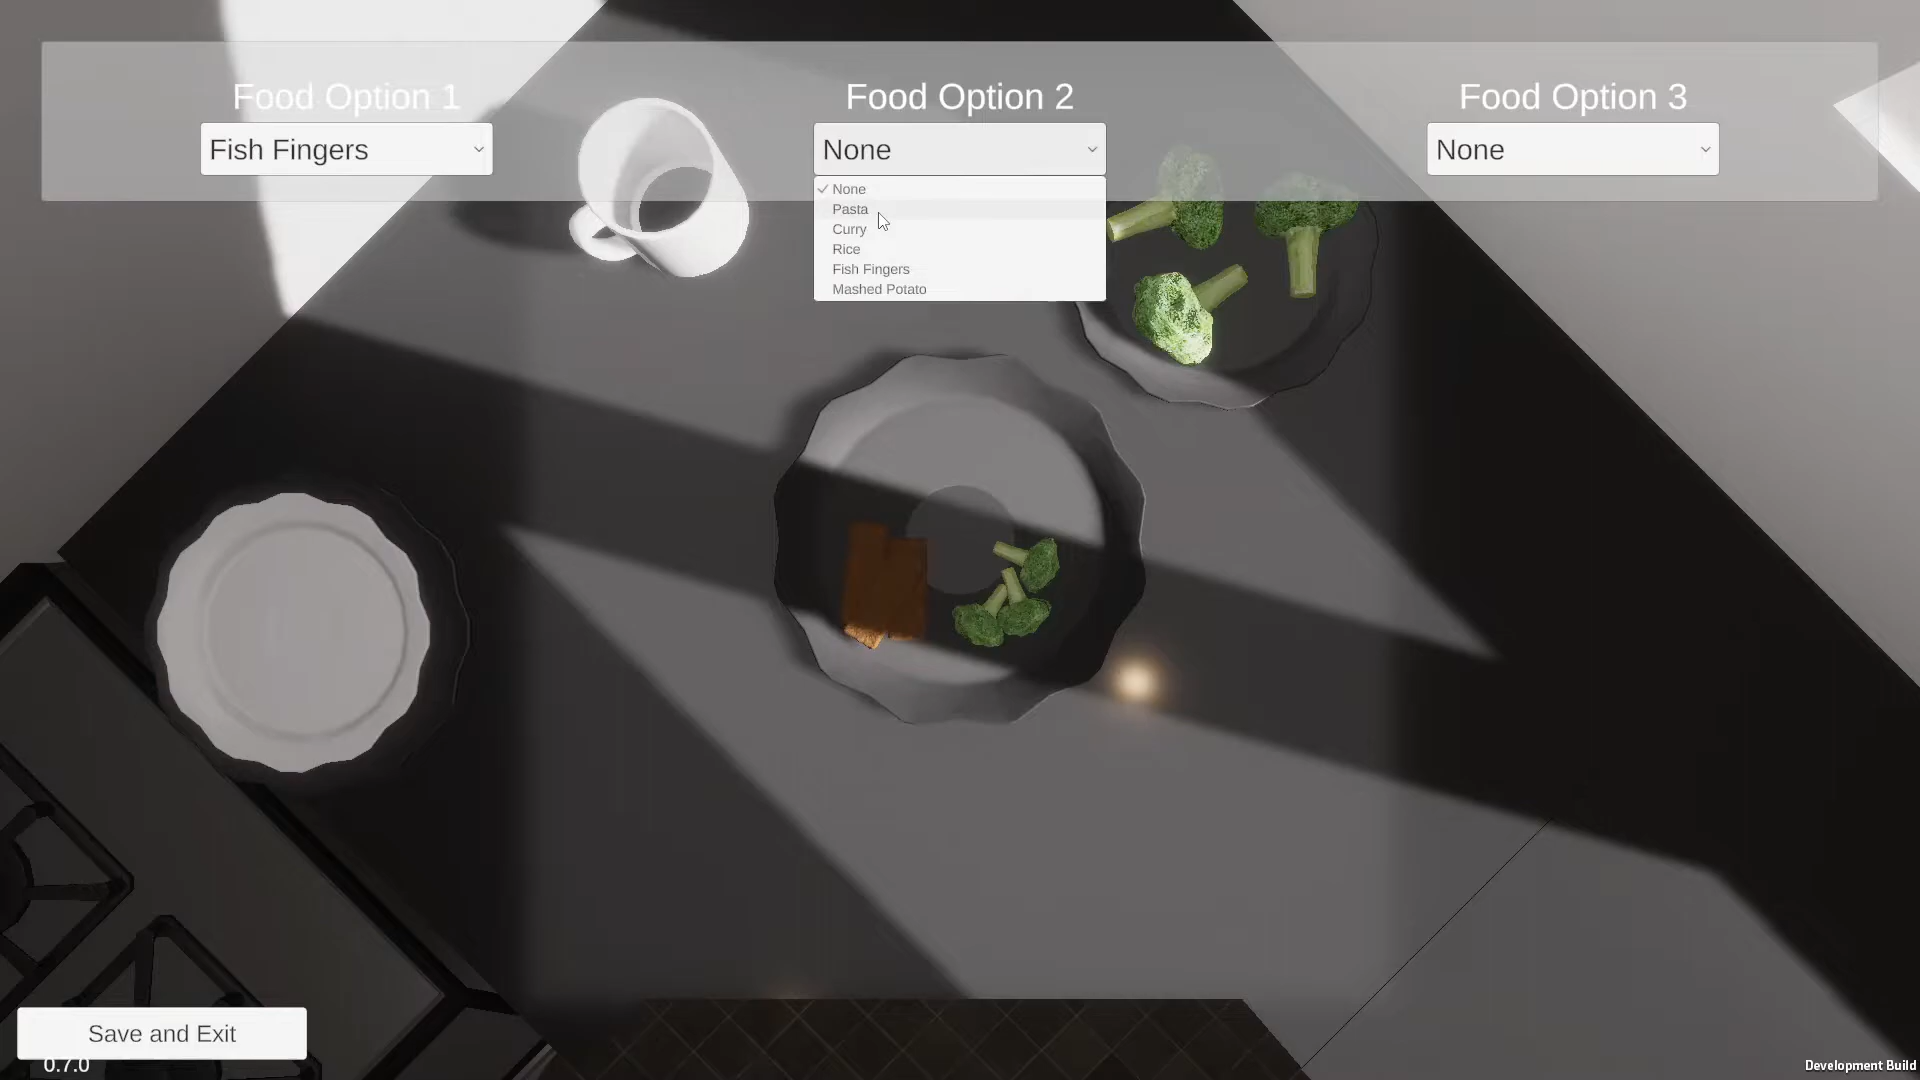 Food Option 1
Food Option 2
Food Option 3
Fish Fingers
None
None
None
Pasta
Curry
Rice
Fish Fingers
Mashed Potato
Save and Exit
0.7.0
Development Build